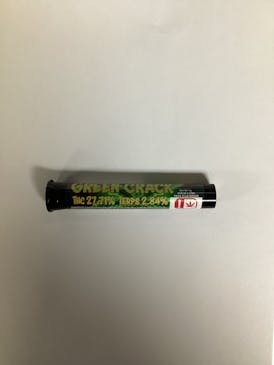 GREEN CRACK
THC 27.71% TERPS 2.84%